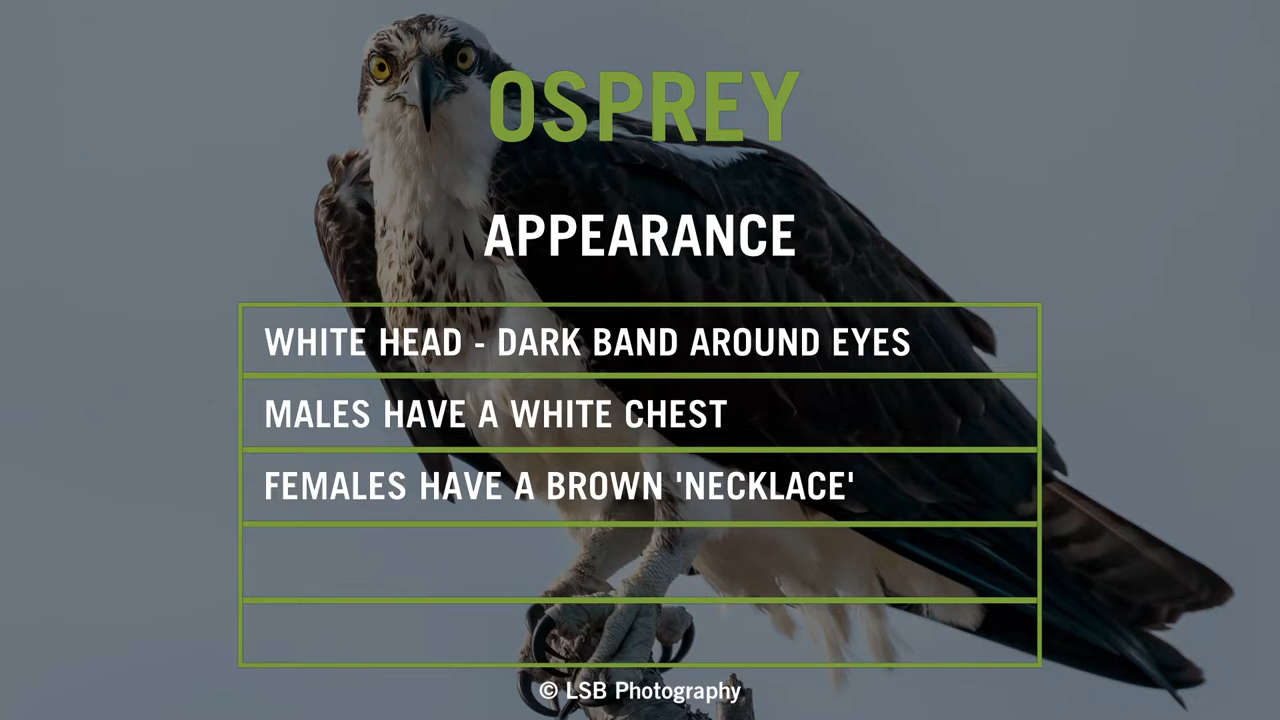 OSPREY
APPEARANCE
WHITE HEAD - DARK BAND AROUND EYES
MALES HAVE A WHITE CHEST
FEMALES HAVE A BROWN 'NECKLACE'
© LSB Photography